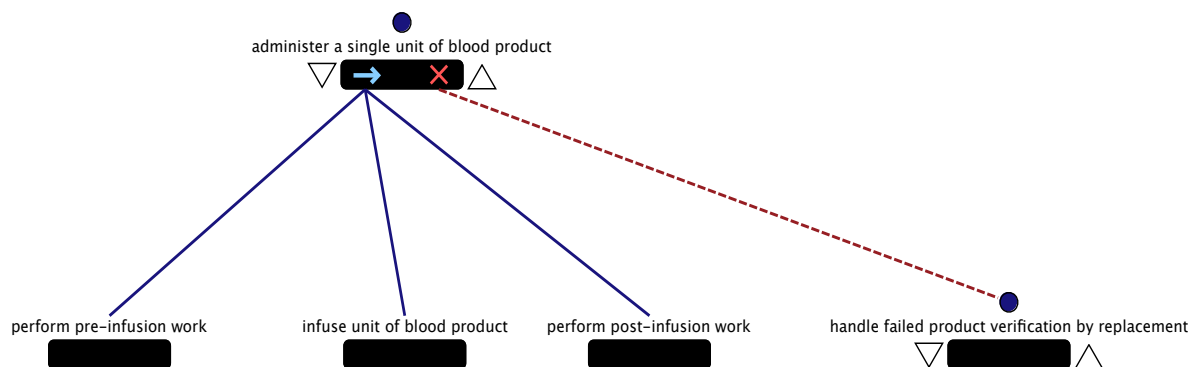 administer a single unit of blood product
perform pre-infusion work
infuse unit of blood product
perform post-infusion work
handle failed product verification by replacement